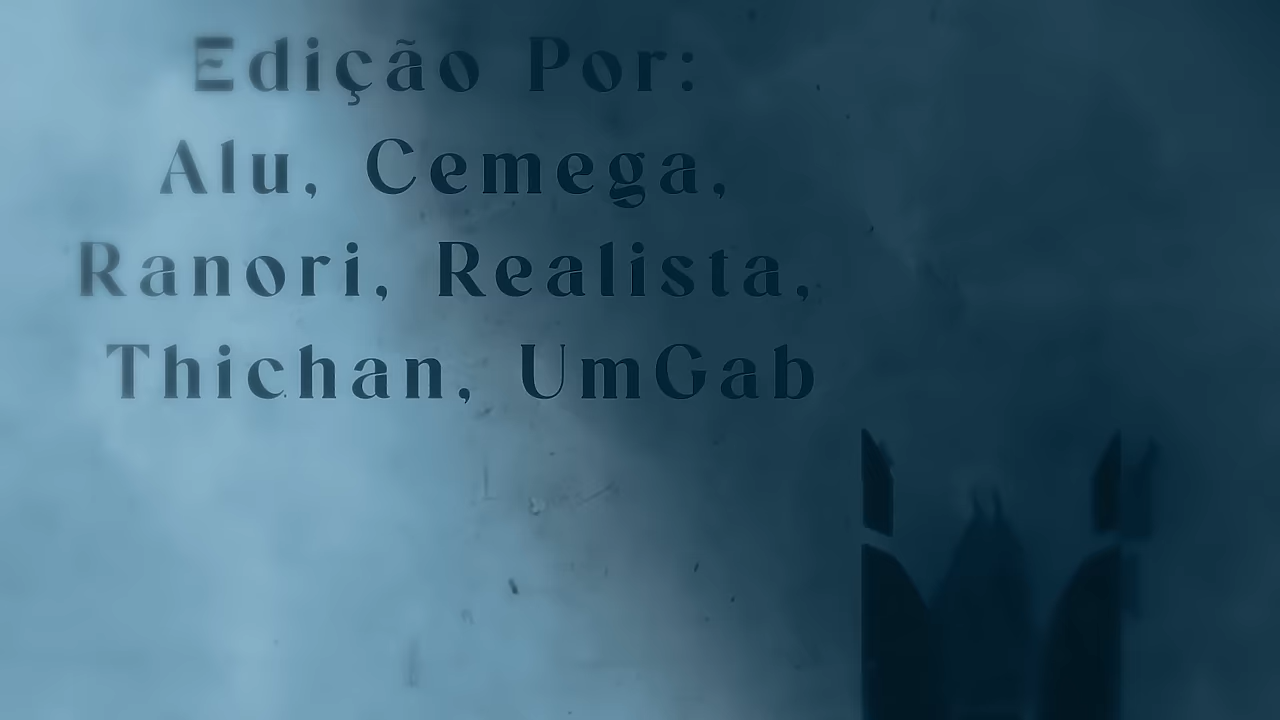 Edição Por:
Alu, Cemega,
Ranori, Realista,
Thichan, UmGab